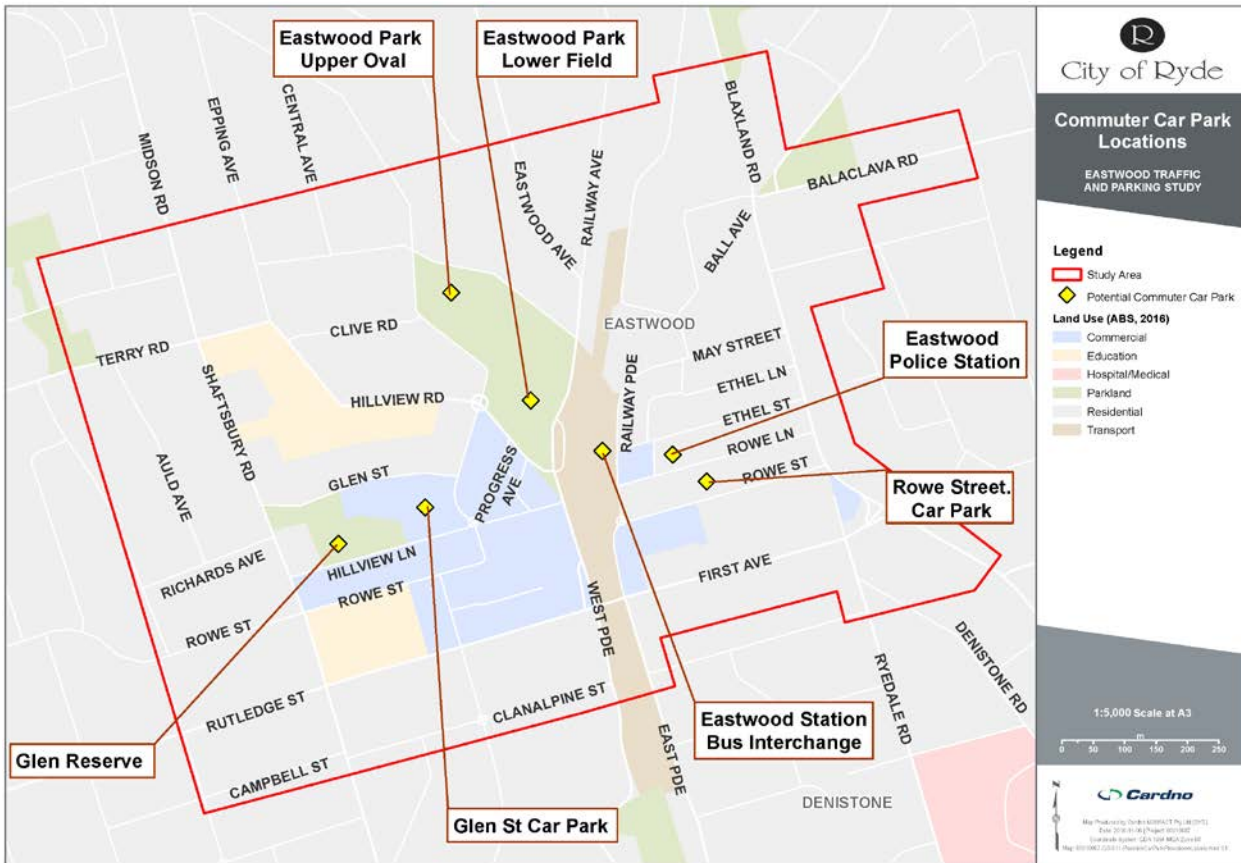 Eastwood Park
Upper Oval
Eastwood Park
Lower Field
MIDSON RD
EPPING AVE
CENTRAL AVE
EASTWOOD AVE
RAILWAY AVE
BLAXLAND RD
BALACLAVA RD
BALL AVE
EASTWOOD
CLIVE RD
TERRY RD
HILLVIEW RD
SHAFTSBURY RD
MAY STREET
ETHEL LN
ETHEL ST
ROWE LN
ROWE ST
RAILWAY PDE
Eastwood
Police Station
Rowe Street.
Car Park
AULD AVE
GLEN ST
PROGRESS
AVE
RICHARDS AVE
HILLVIEW LN
ROWE ST
ROWE ST
FIRST AVE
WEST PDE
RUTLEDGE ST
CLANALPINE ST
CAMPBELL ST
EAST PDE
RYEDALE RD
DENISTONE RD
DENISTONE
Glen Reserve
Glen St Car Park
Eastwood Station
Bus Interchange
R
City of Ryde
Commuter Car Park
Locations
EASTWOOD TRAFFIC
AND PARKING STUDY
Legend
Study Area
Potential Commuter Car Park
Land Use (ABS, 2016)
Commercial
Education
Hospital/Medical
Parkland
Residential
Transport
1:5,000 Scale at A3
m
0 50 100 150 200 250
Cardno